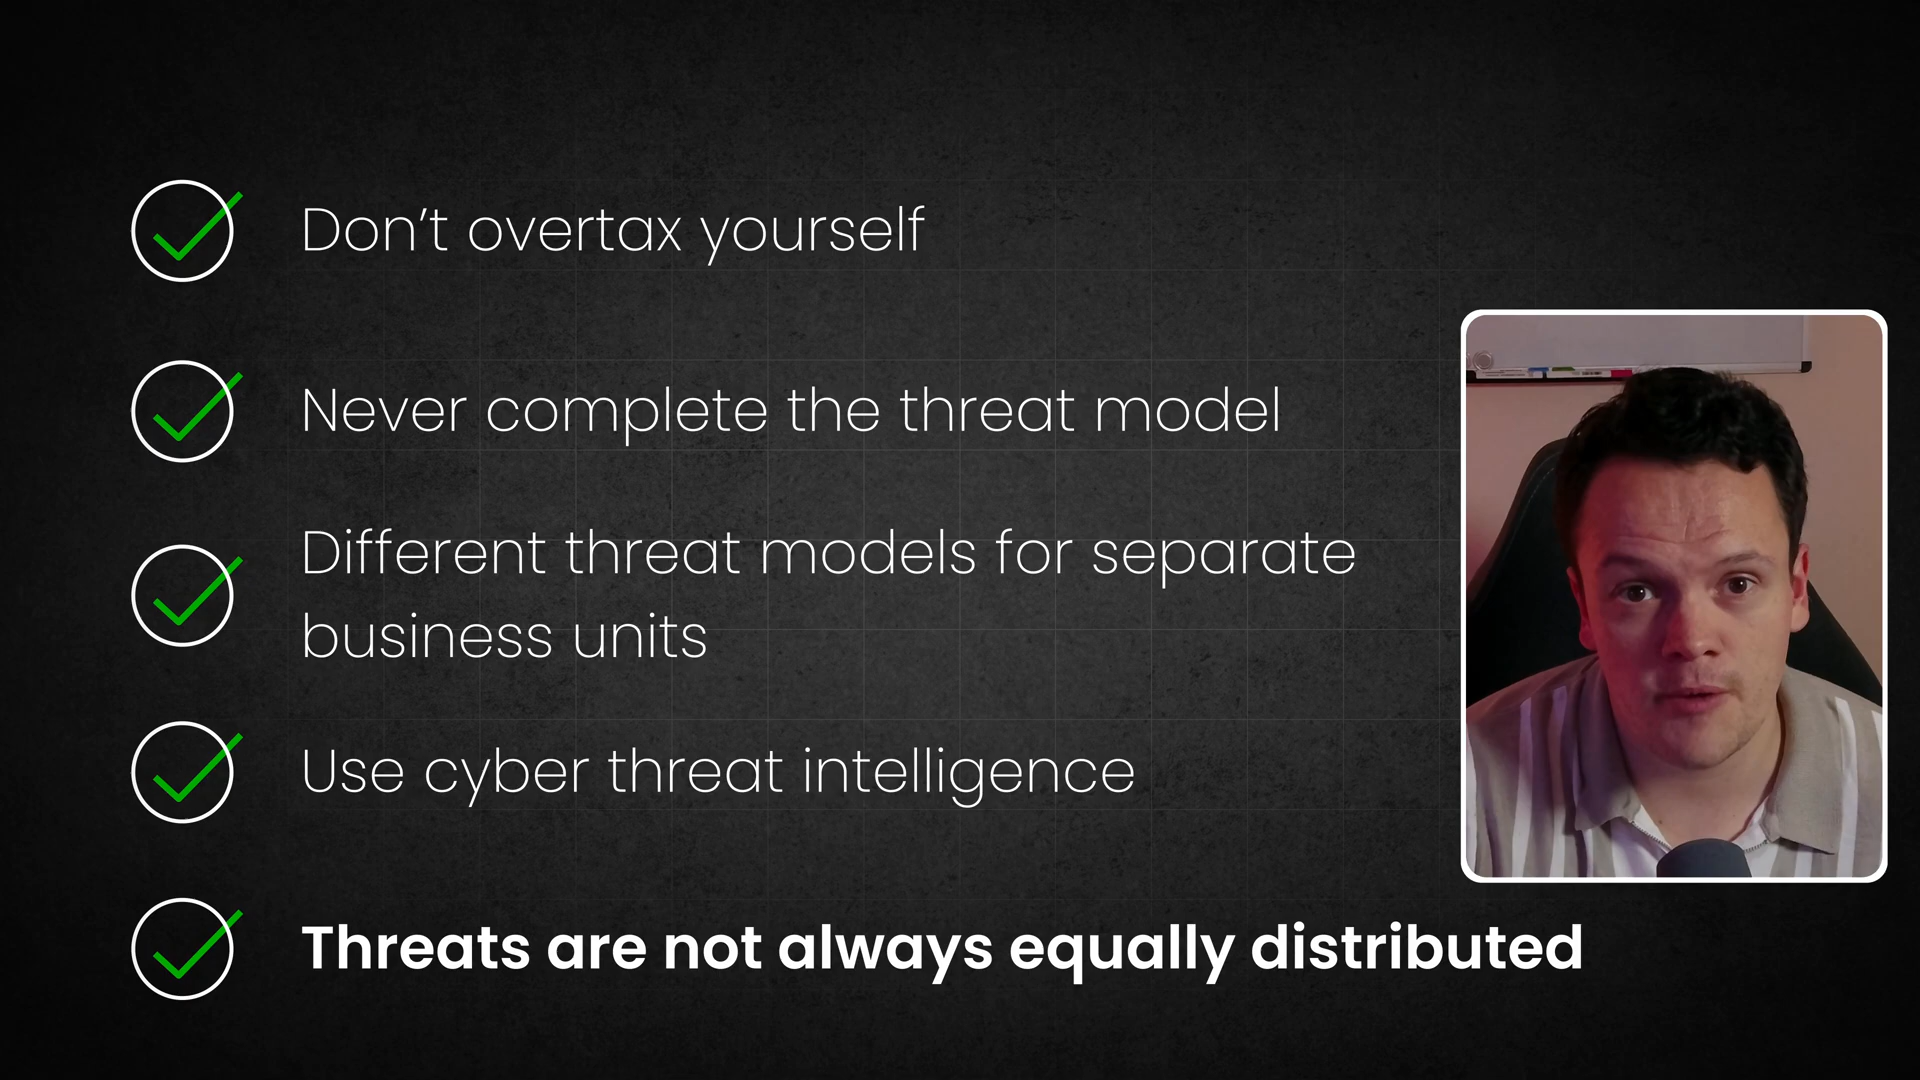 Don’t overtax yourself
Never complete the threat model
Different threat models for separate
business units
Use cyber threat intelligence
Threats are not always equally distributed